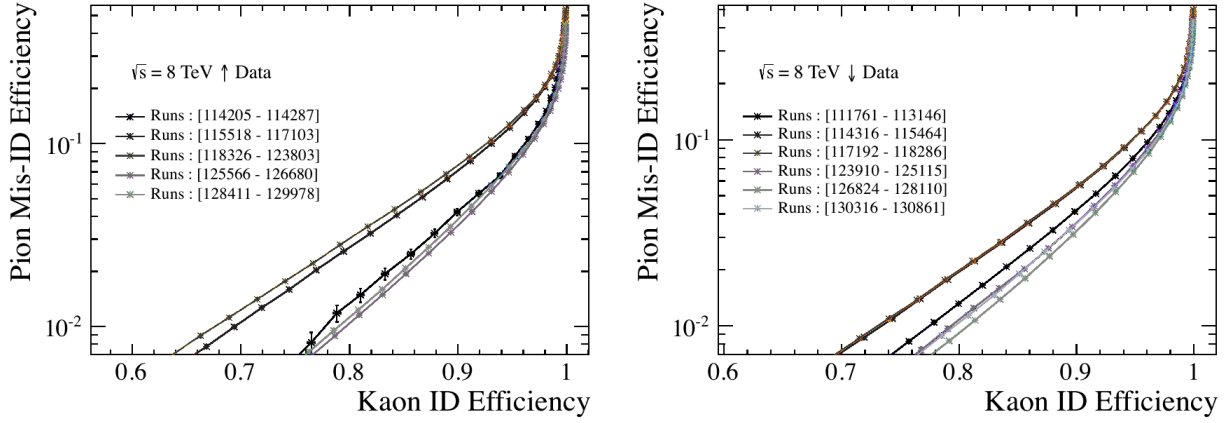 Pion Mis-ID Efficiency
√s = 8 TeV ↑ Data
Runs : [114205 - 114287]
Runs : [115518 - 117103]
Runs : [118326 - 123803]
Runs : [125566 - 126680]
Runs : [128411 - 129978]
10⁻¹
10⁻²
0.6 0.7 0.8 0.9 1
Kaon ID Efficiency
Pion Mis-ID Efficiency
√s = 8 TeV ↓ Data
Runs : [111761 - 113146]
Runs : [114316 - 115464]
Runs : [117192 - 118286]
Runs : [123910 - 125115]
Runs : [126824 - 128110]
Runs : [130316 - 130861]
10⁻¹
10⁻²
0.6 0.7 0.8 0.9 1
Kaon ID Efficiency